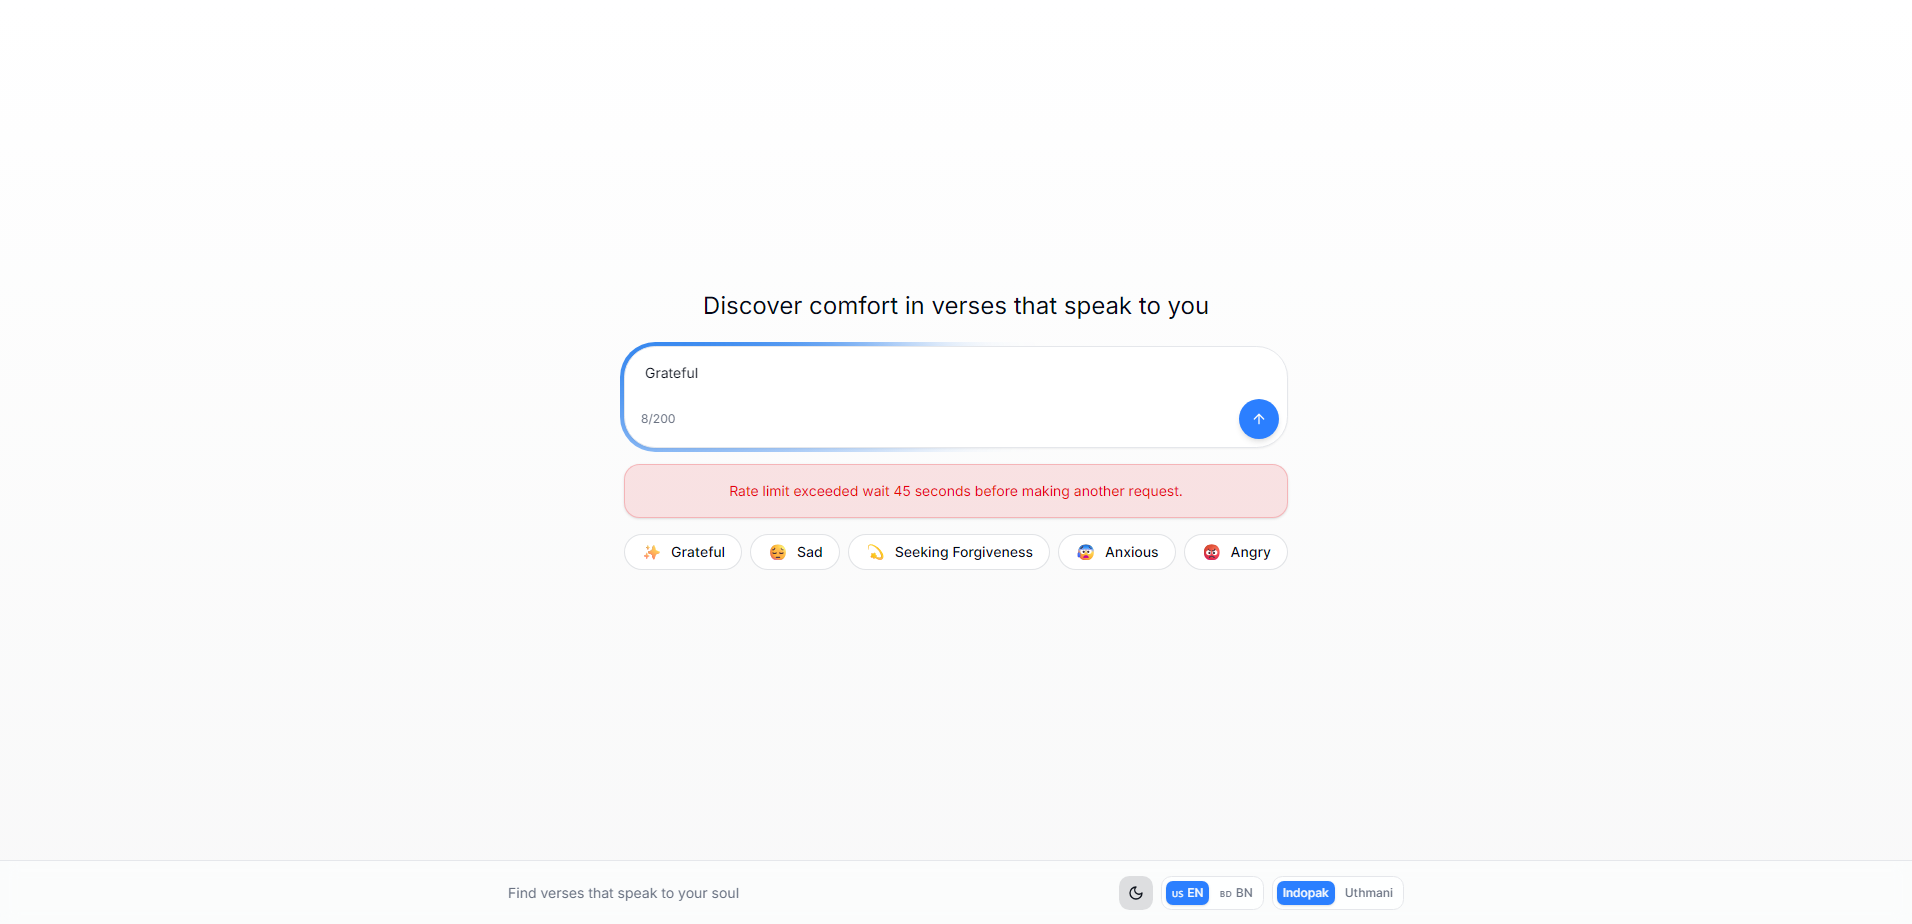 Discover comfort in verses that speak to you
Grateful
8/200
Rate limit exceeded wait 45 seconds before making another request.
Grateful Sad Seeking Forgiveness Anxious Angry
Find verses that speak to your soul US EN BD BN Indopak Uthmani